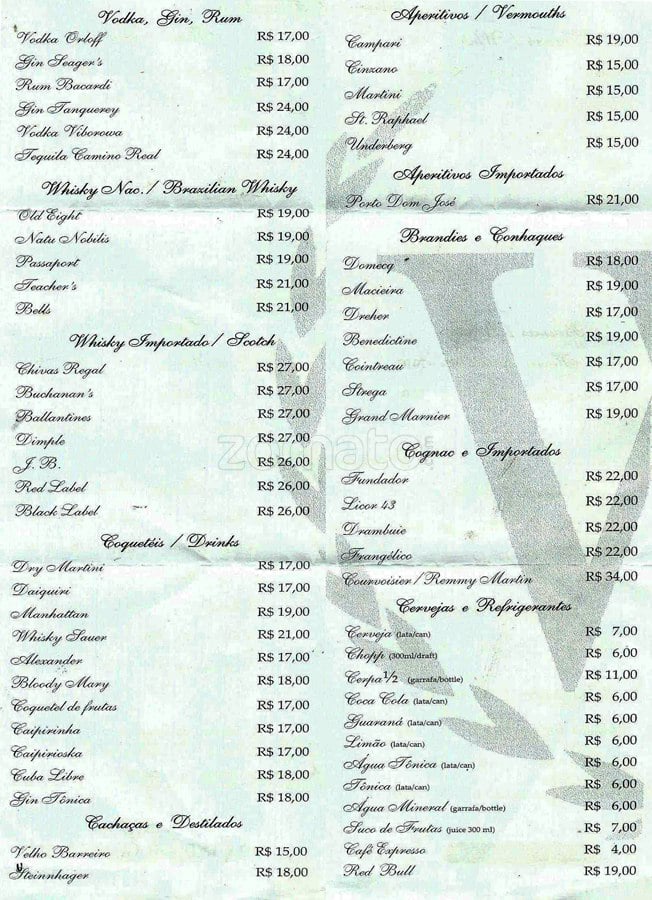 Vodka, Gin, Rum
Vodka Orloff R$ 17,00
Gin Seager's R$ 18,00
Rum Bacardi R$ 17,00
Gin Tanquerey R$ 24,00
Vodka Viborowa R$ 24,00
Tequila Camino Real R$ 24,00
Whisky Nac. / Brazilian Whisky
Old Eight R$ 19,00
Natu Nobilis R$ 19,00
Passaport R$ 19,00
Teacher's R$ 21,00
Bells R$ 21,00
Whisky Importado / Scotch
Chivas Regal R$ 27,00
Buchanan's R$ 27,00
Ballantines R$ 27,00
Dimple R$ 27,00
J. B. R$ 26,00
Red Label R$ 26,00
Black Label R$ 26,00
Coquetéis / Drinks
Dry Martini R$ 17,00
Daiquiri R$ 17,00
Manhattan R$ 19,00
Whisky Sauer R$ 21,00
Alexander R$ 17,00
Bloody Mary R$ 18,00
Coquetel de frutas R$ 17,00
Caipirinha R$ 17,00
Caipirioska R$ 17,00
Cuba Libre R$ 18,00
Gin Tônica R$ 18,00
Cachaças e Destilados
Velho Barreiro R$ 15,00
Steinnhager R$ 18,00
Aperitivos / Vermouths
Campari R$ 19,00
Cinzano R$ 15,00
Martini R$ 15,00
St. Raphael R$ 15,00
Underberg R$ 15,00
Aperitivos Importados
Porto Dom José R$ 21,00
Brandies e Conhaques
Domecq R$ 18,00
Macieira R$ 19,00
Dreher R$ 17,00
Benedictine R$ 19,00
Cointreau R$ 17,00
Strega R$ 17,00
Grand Marnier R$ 19,00
Cognac e Importados
Fundador R$ 22,00
Licor 43 R$ 22,00
Drambuie R$ 22,00
Frangélico R$ 22,00
Courvoisier / Remmy Martin R$ 34,00
Cervejas e Refrigerantes
Cerveja (lata/can) R$ 7,00
Chopp (300ml/draft) R$ 6,00
Cerpa ½ (garrafa/bottle) R$ 11,00
Coca Cola (lata/can) R$ 6,00
Guaraná (lata/can) R$ 6,00
Limão (lata/can) R$ 6,00
Agua Tônica (lata/can) R$ 6,00
Tônica (lata/can) R$ 6,00
Agua Mineral (garrafa/bottle) R$ 6,00
Suco de Frutas (juice 300 ml) R$ 7,00
Café Expresso R$ 4,00
Red Bull R$ 19,00
zomato